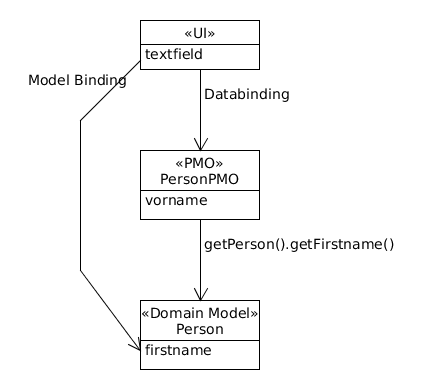 «UI»
textfield
Model Binding
Databinding
«PMO»
PersonPMO
vorname
getPerson().getFirstname()
«Domain Model»
Person
firstname